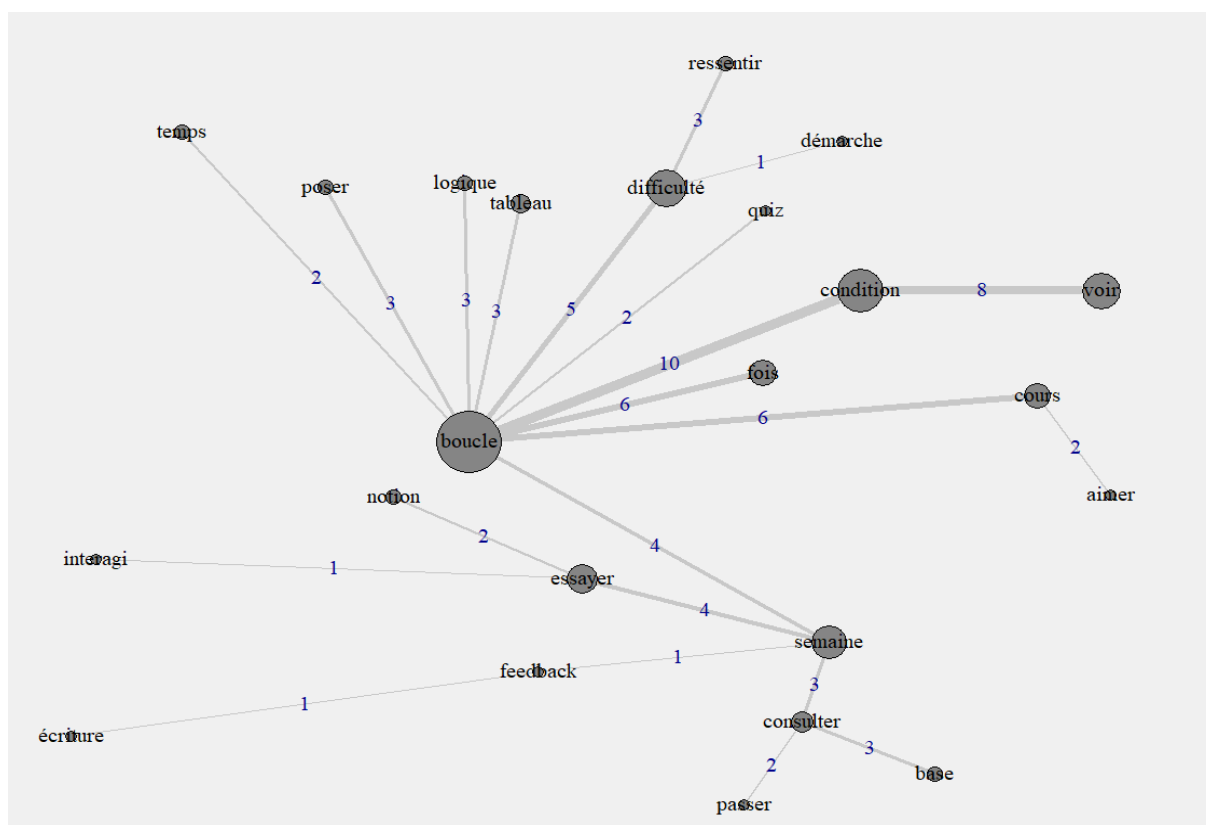 ressentir
temps
3
démarche
1
poser
logique
difficulté
tableau
quiz
2
3
3
3
5
2
condition
8
voir
10
fois
cours
6
6
boucle
2
notion
aimer
2
4
interagi
1
essayer
4
semaine
1
feedback
3
1
consulter
écriture
3
2
base
passer